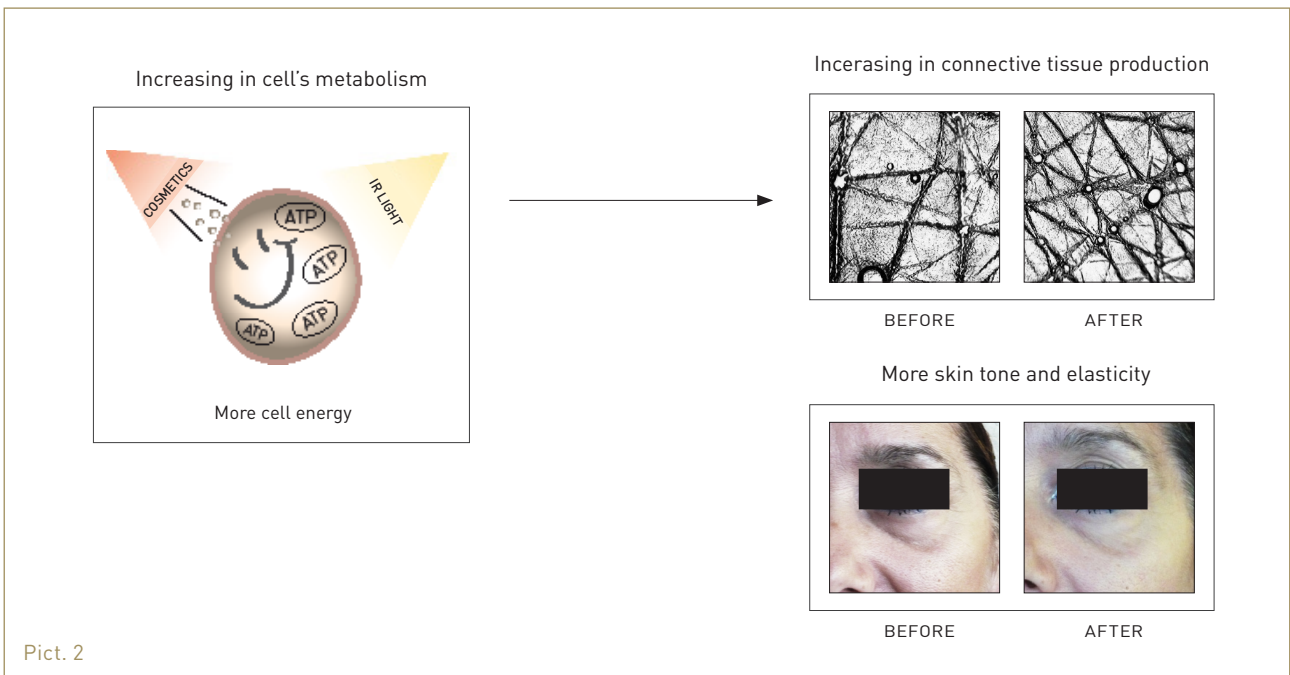 Increasing in cell's metabolism
COSMETICS
IR LIGHT
ATP
ATP
ATP
ATP
More cell energy
Incerasing in connective tissue production
BEFORE AFTER
More skin tone and elasticity
BEFORE AFTER
Pict. 2